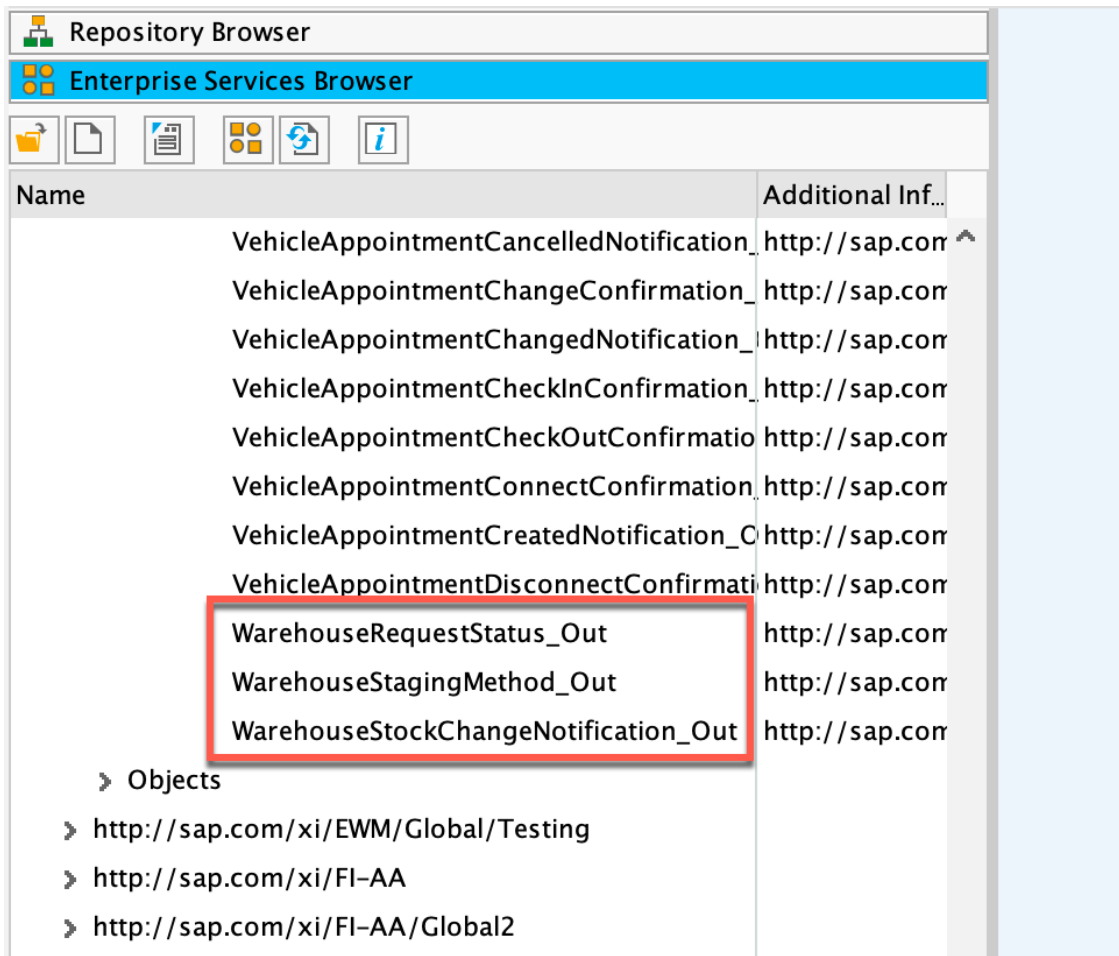 Repository Browser
Enterprise Services Browser
i
Name Additional Inf...
VehicleAppointmentCancelledNotification_ http://sap.com
VehicleAppointmentChangeConfirmation_ http://sap.com
VehicleAppointmentChangedNotification_ http://sap.com
VehicleAppointmentCheckInConfirmation_ http://sap.com
VehicleAppointmentCheckOutConfirmatio http://sap.com
VehicleAppointmentConnectConfirmation_ http://sap.com
VehicleAppointmentCreatedNotification_O http://sap.com
VehicleAppointmentDisconnectConfirmati http://sap.com
WarehouseRequestStatus_Out http://sap.com
WarehouseStagingMethod_Out http://sap.com
WarehouseStockChangeNotification_Out http://sap.com
Objects
http://sap.com/xi/EWM/Global/Testing
http://sap.com/xi/FI-AA
http://sap.com/xi/FI-AA/Global2